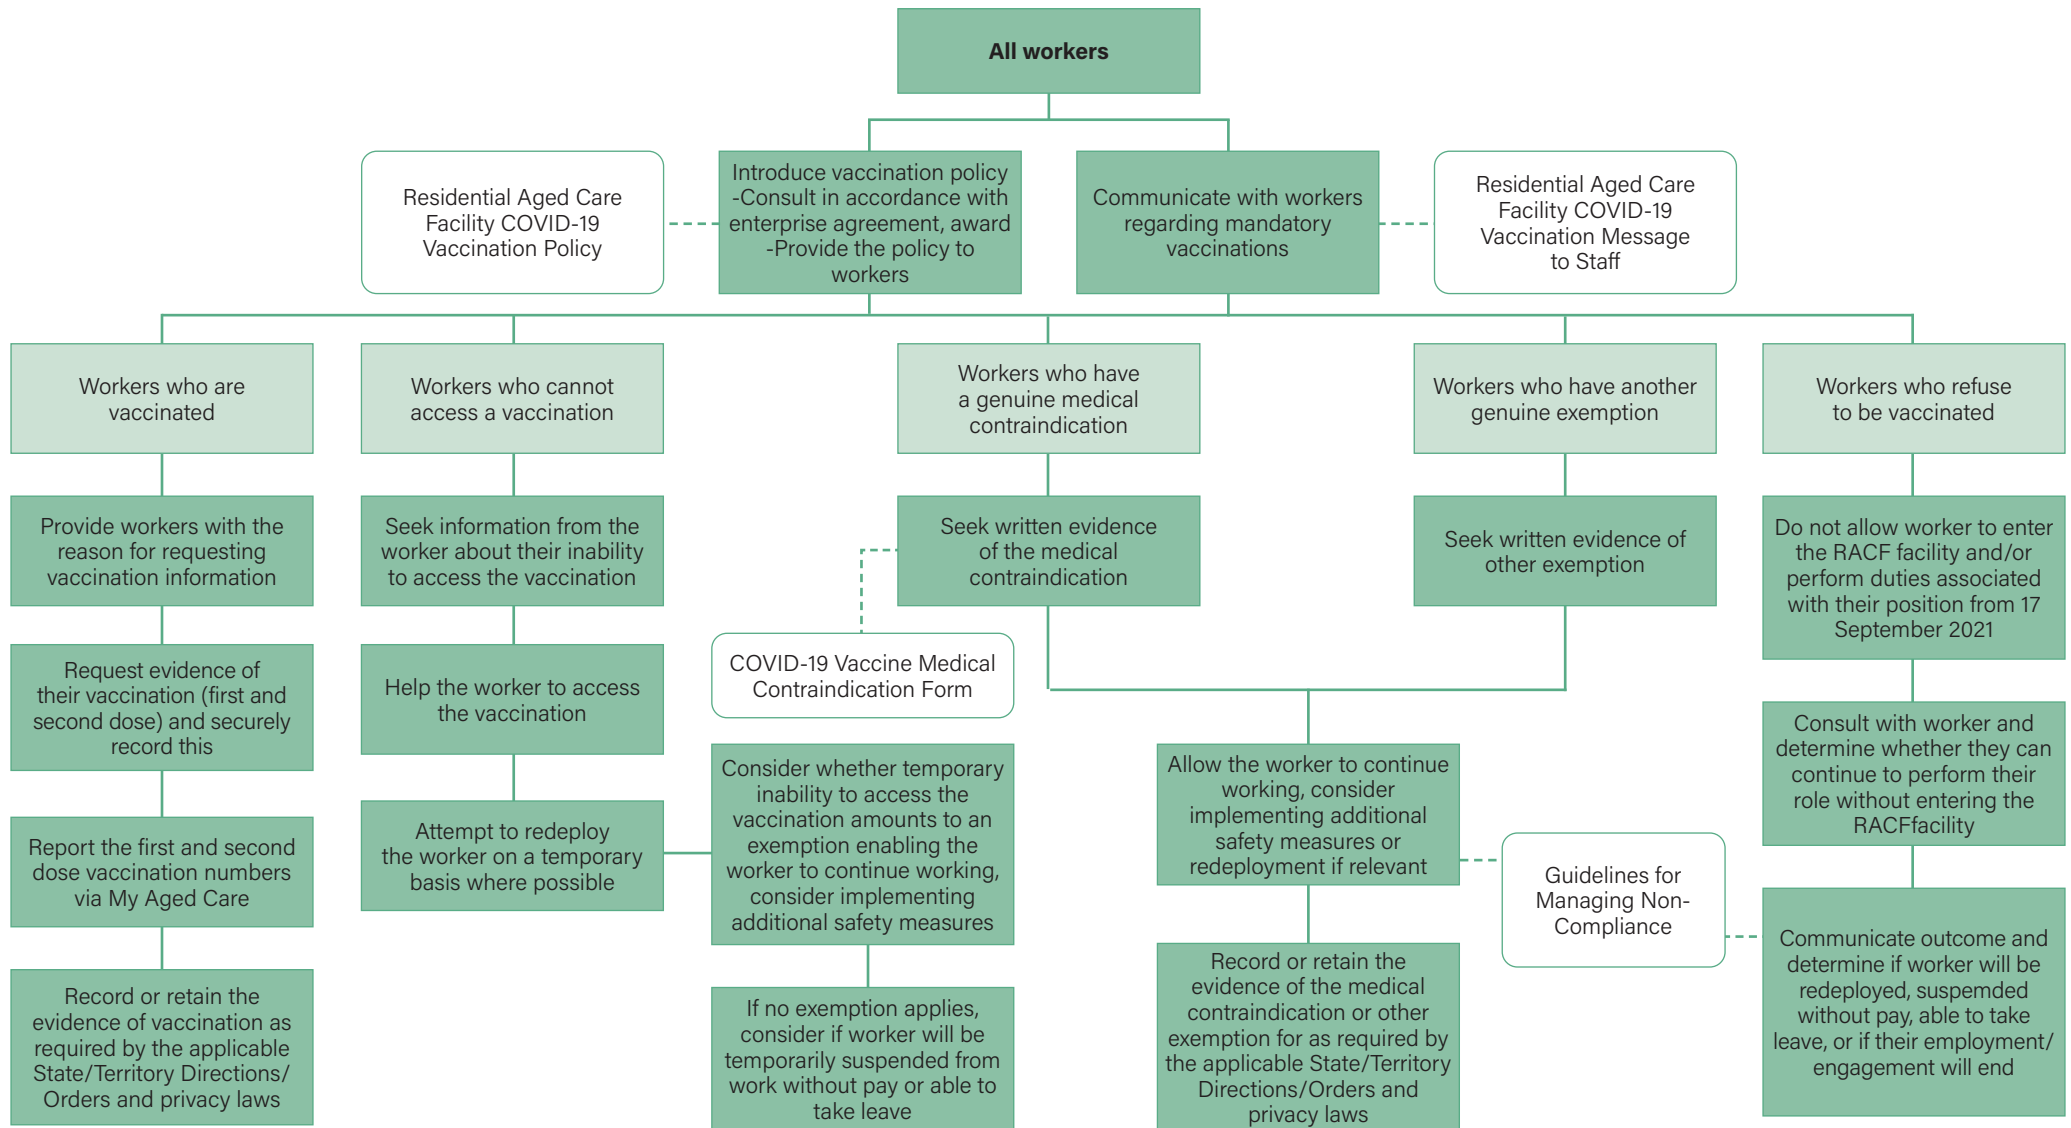 All workers
Residential Aged Care
Facility COVID-19
Vaccination Policy
Introduce vaccination policy
-Consult in accordance with
enterprise agreement, award
-Provide the policy to
workers
Communicate with workers
regarding mandatory
vaccinations
Residential Aged Care
Facility COVID-19
Vaccination Message
to Staff
Workers who are
vaccinated
Workers who cannot
access a vaccination
Workers who have
a genuine medical
contraindication
Workers who have another
genuine exemption
Workers who refuse
to be vaccinated
Provide workers with the
reason for requesting
vaccination information
Request evidence of
their vaccination (first and
second dose) and securely
record this
Report the first and second
dose vaccination numbers
via My Aged Care
Record or retain the
evidence of vaccination as
required by the applicable
State/Territory Directions/
Orders and privacy laws
Seek information from the
worker about their inability
to access the vaccination
Help the worker to access
the vaccination
Attempt to redeploy
the worker on a temporary
basis where possible
Consider whether temporary
inability to access the
vaccination amounts to an
exemption enabling the
worker to continue working,
consider implementing
additional safety measures
If no exemption applies,
consider if worker will be
temporarily suspended from
work without pay or able to
take leave
Seek written evidence
of the medical
contraindication
COVID-19 Vaccine Medical
Contraindication Form
Seek written evidence of
other exemption
Allow the worker to continue
working, consider
implementing additional
safety measures or
redeployment if relevant
Record or retain the
evidence of the medical
contraindication or other
exemption for as required by
the applicable State/Territory
Directions/Orders and
privacy laws
Guidelines for
Managing Non-
Compliance
Do not allow worker to enter
the RACF facility and/or
perform duties associated
with their position from 17
September 2021
Consult with worker and
determine whether they can
continue to perform their
role without entering the
RACFfacility
Communicate outcome and
determine if worker will be
redeployed, suspemded
without pay, able to take
leave, or if their employment/
engagement will end